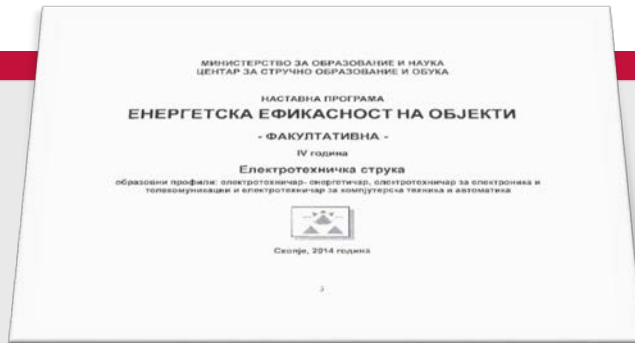 МИНИСТЕРСТВО ЗА ОБРАЗОВАНИЕ И НАУКА
ЦЕНТАР ЗА СТРУЧНО ОБРАЗОВАНИЕ И ОБУКА
НАСТАВНА ПРОГРАМА
ЕНЕРГЕТСКА ЕФИКАСНОСТ НА ОБЈЕКТИ
- ФАКУЛТАТИВНА -
IV година
Електротехничка струка
образовни профили: електротехничар- енергетичар, електротехничар за електроника и
телекомуникации и електротехничар за компјутерска техника и автоматика
Скопје, 2014 година